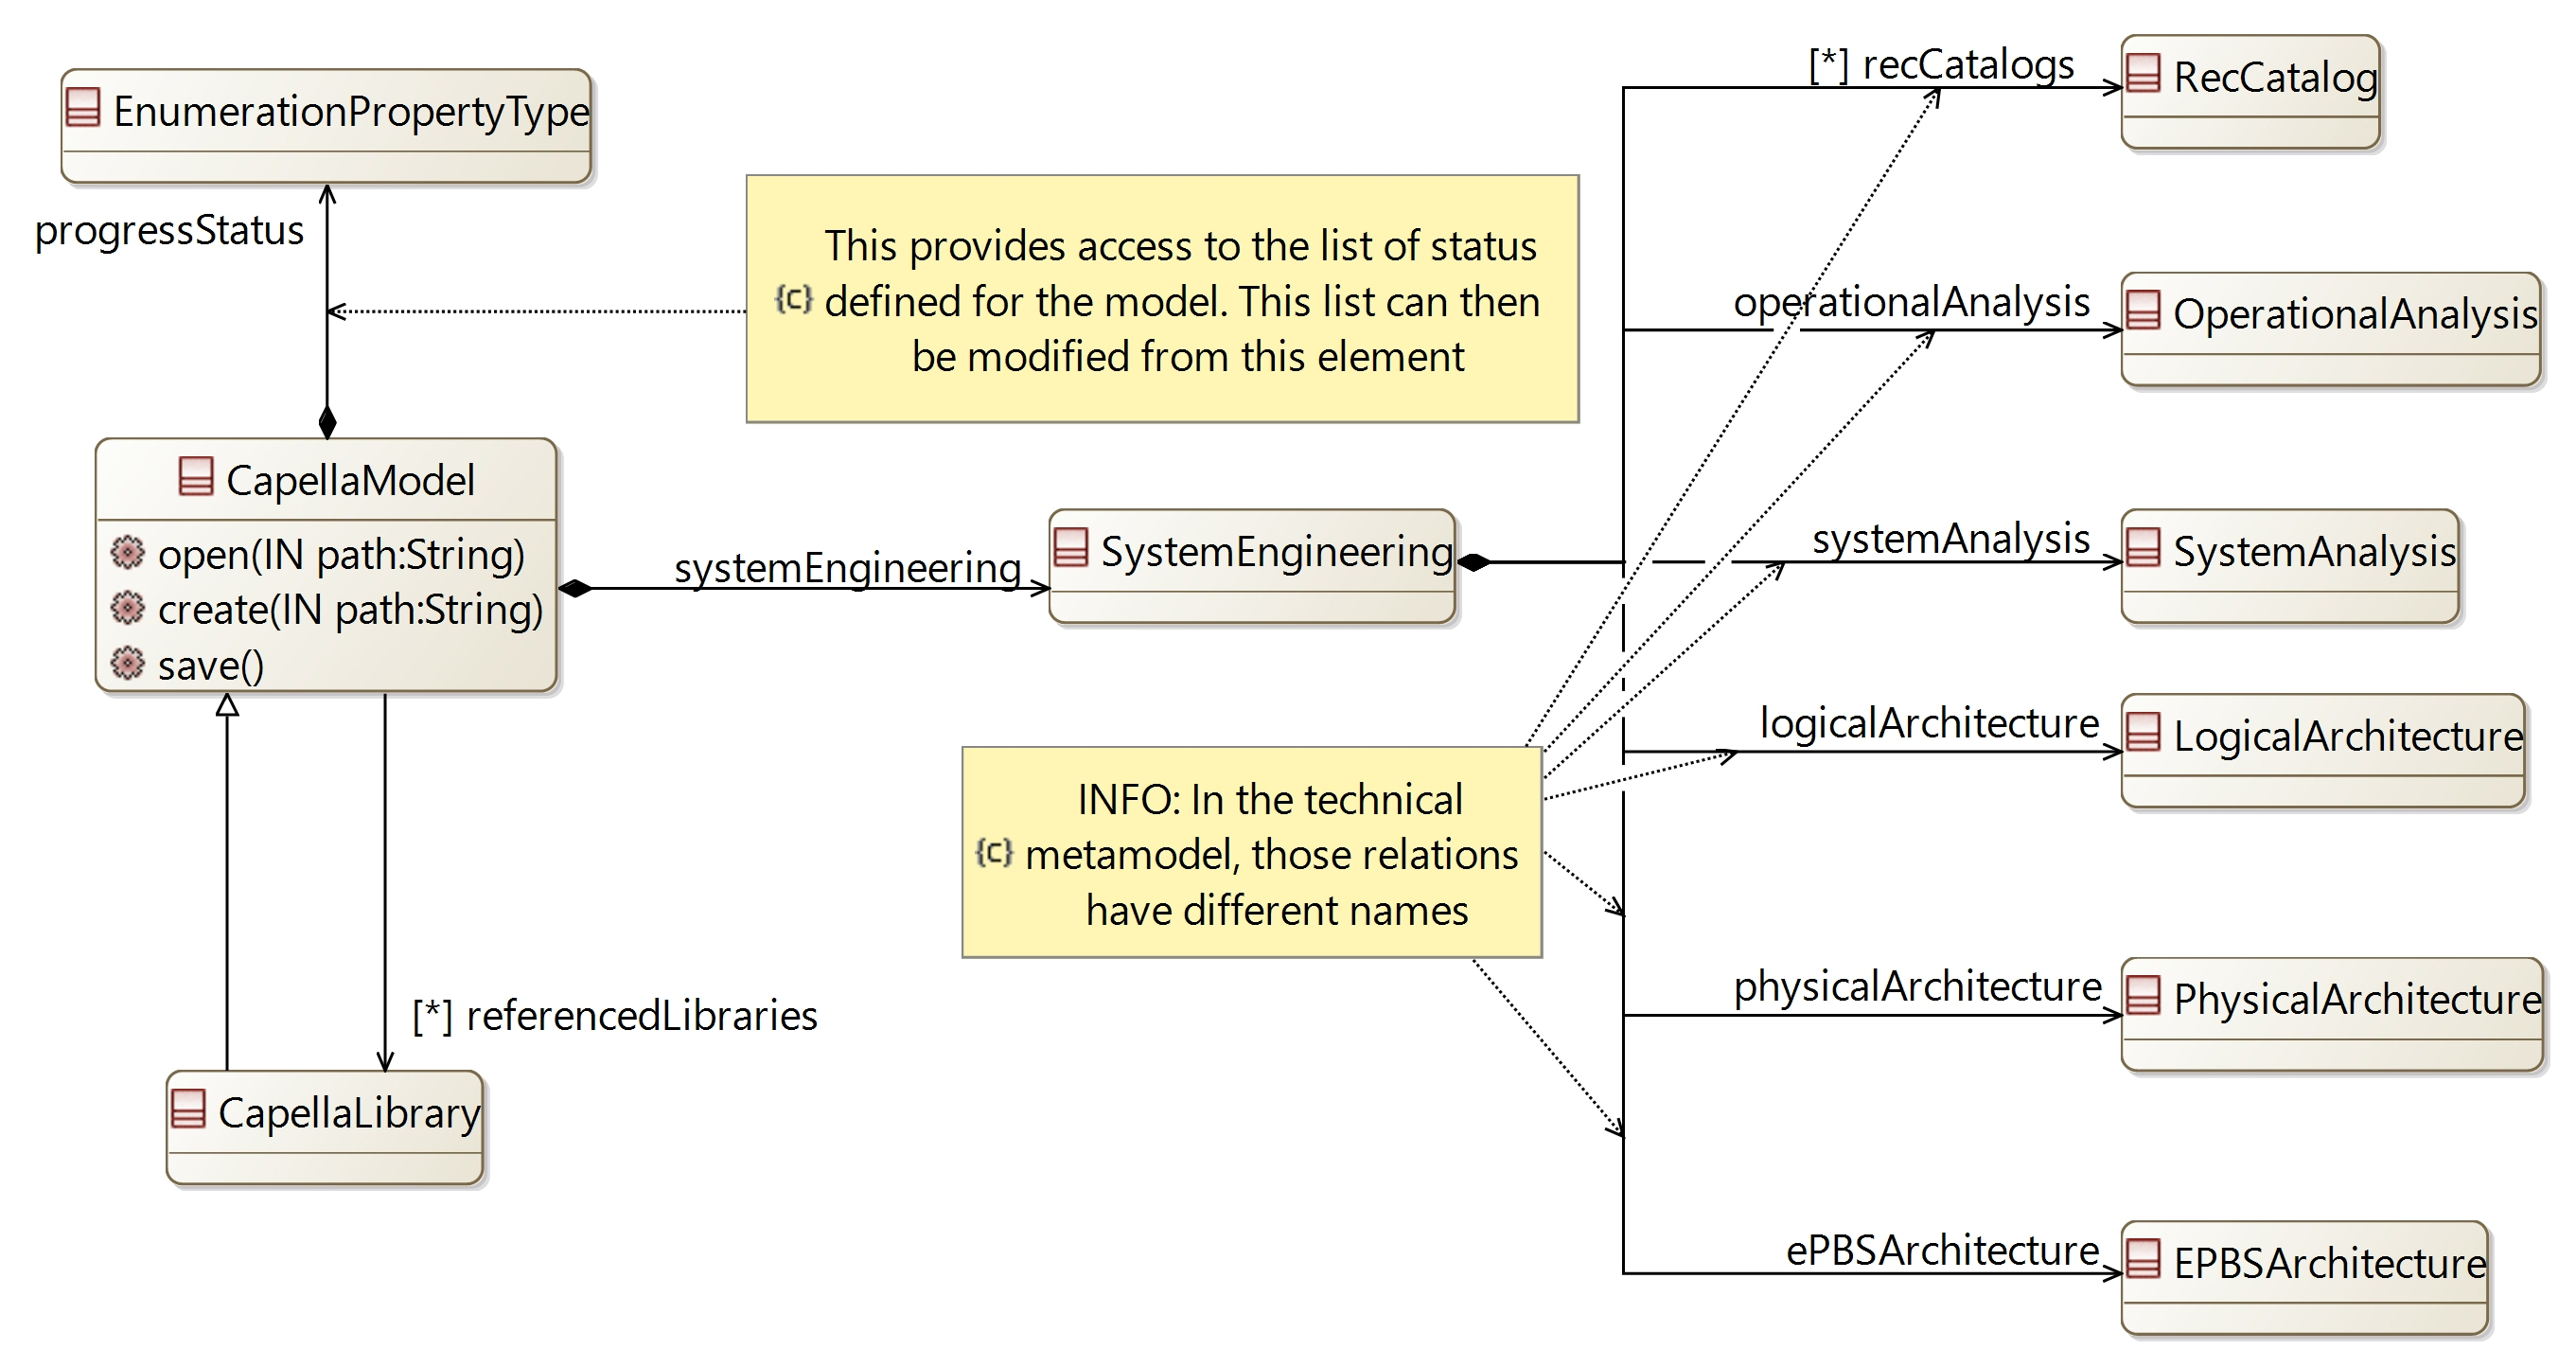 EnumerationPropertyType
progressStatus
This provides access to the list of status
{c} defined for the model. This list can then
be modified from this element
CapellaModel
open(IN path:String)
create(IN path:String)
save()
systemEngineering
SystemEngineering
[*] referencedLibraries
CapellaLibrary
INFO: In the technical
{c} metamodel, those relations
have different names
[*] recCatalogs
RecCatalog
operationalAnalysis
OperationalAnalysis
systemAnalysis
SystemAnalysis
logicalArchitecture
LogicalArchitecture
physicalArchitecture
PhysicalArchitecture
ePBSArchitecture
EPBSArchitecture